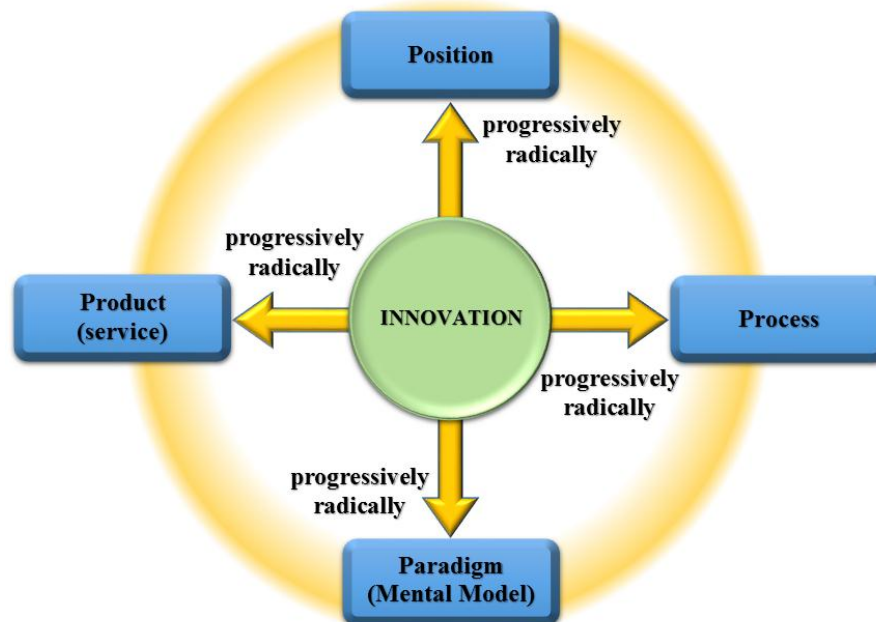 Position
progressively
radically
progressively
radically
Product
(service)
INNOVATION
Process
progressively
radically
progressively
radically
Paradigm
(Mental Model)